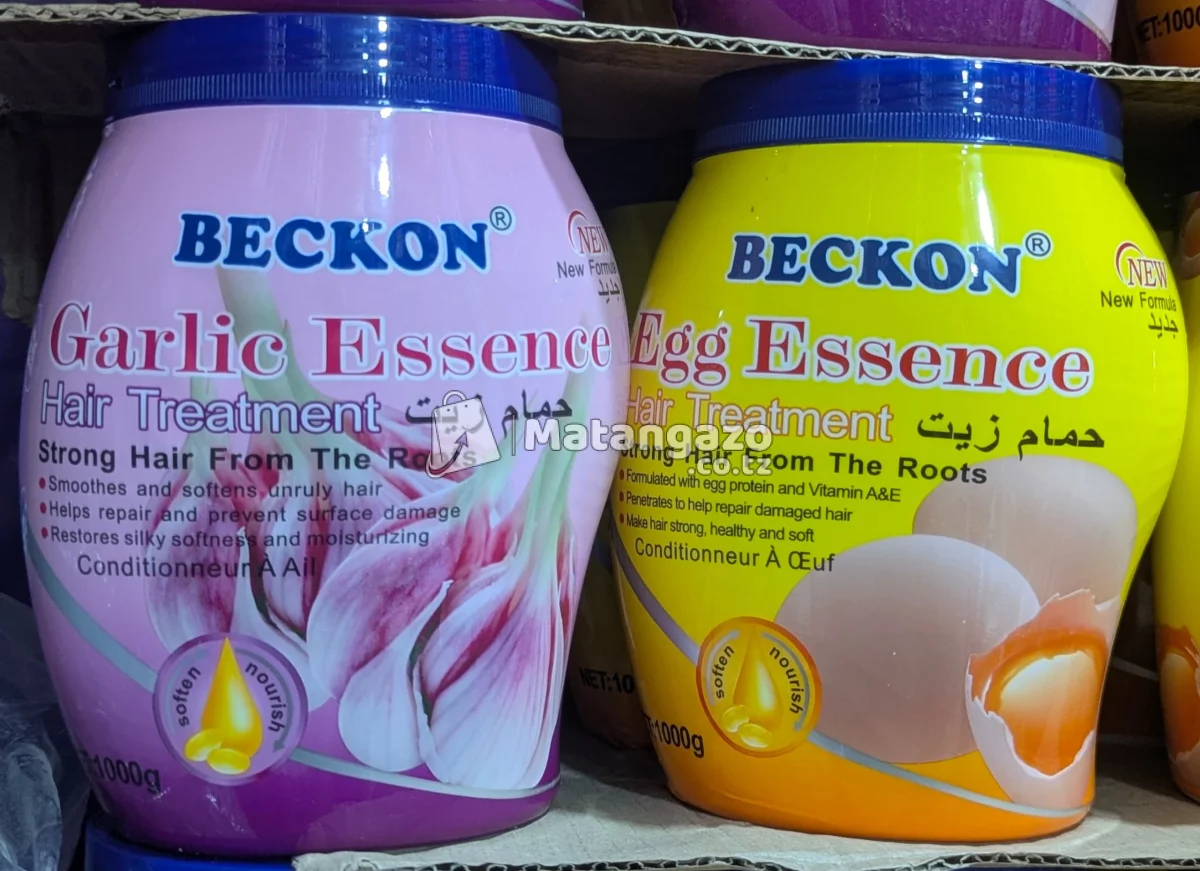 BECKON®
NEW
New Formula
جديد
Garlic Essence
Hair Treatment
حمام زيت
Strong Hair From The Roots
Smoothes and softens unruly hair
Helps repair and prevent surface damage
Restores silky softness and moisturizing
Conditionneur À Ail
soften
nourish
1000g
BECKON®
NEW
New Formula
جديد
Egg Essence
Hair Treatment
حمام زيت
Strong Hair From The Roots
Formulated with egg protein and Vitamin A&E
Penetrates to help repair damaged hair
Make hair strong, healthy and soft
Conditionneur À Œuf
soften
nourish
1000g
Matangazo
.co.tz